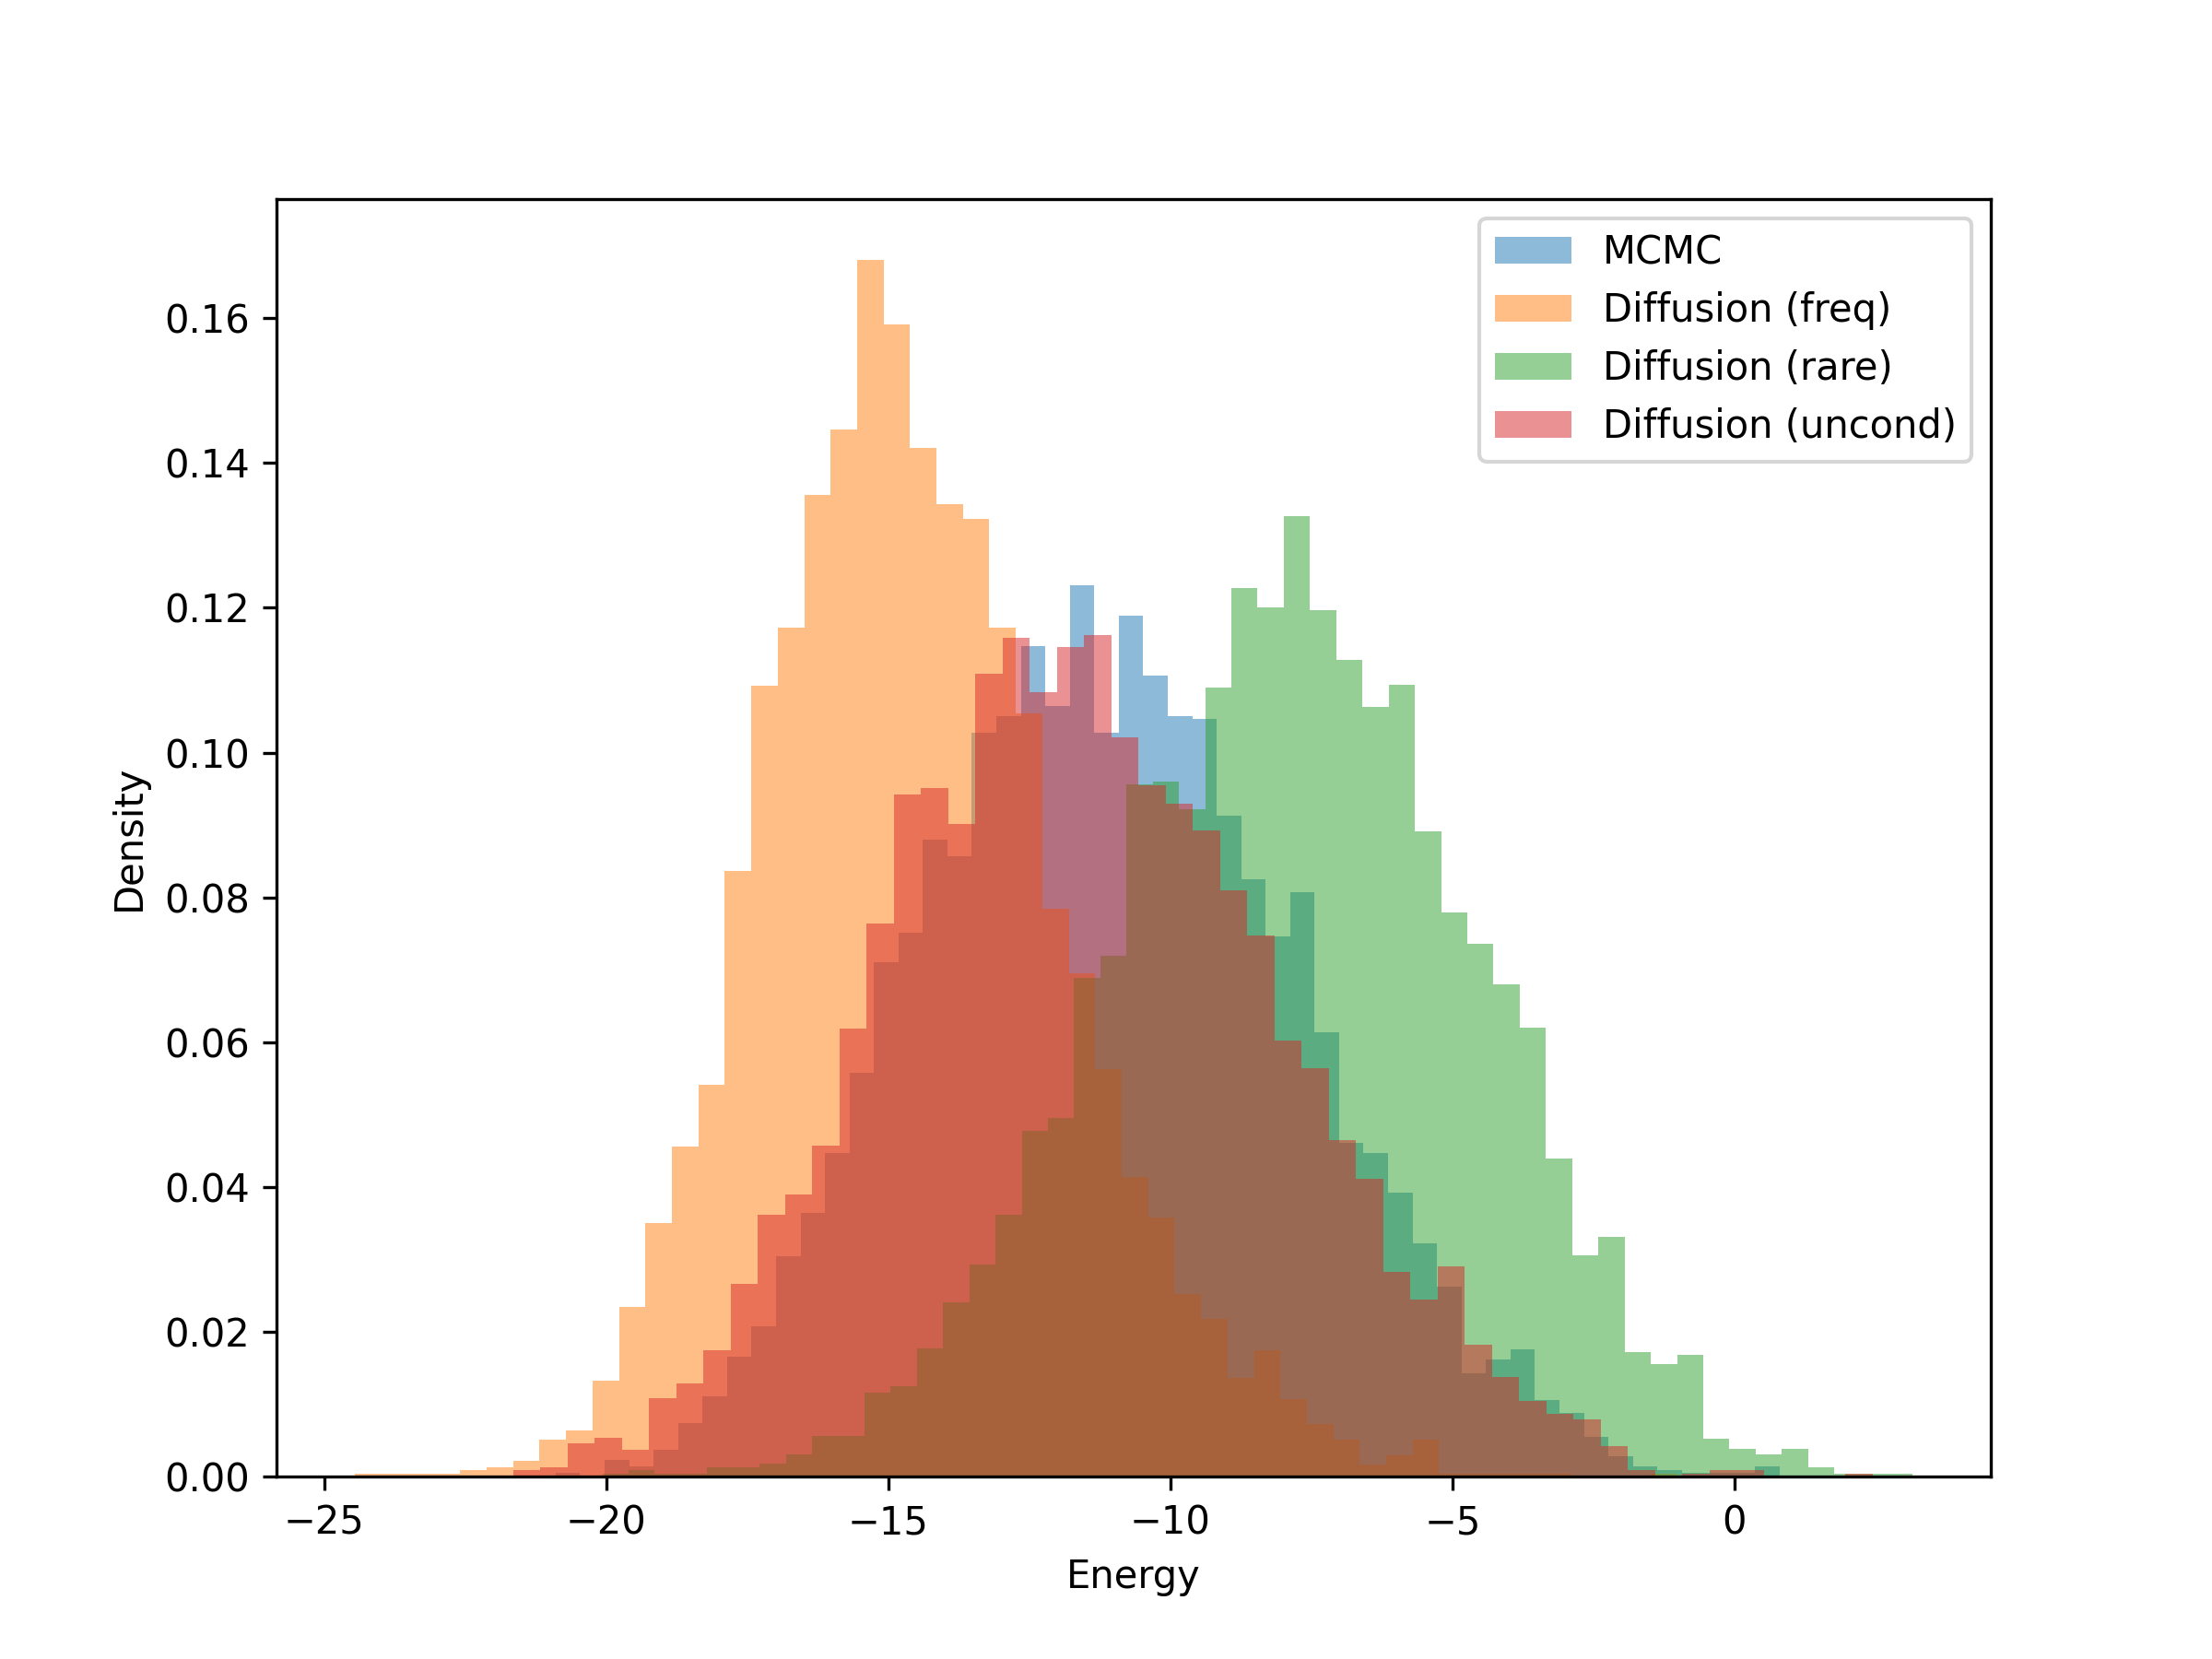 MCMC
Diffusion (freq)
Diffusion (rare)
Diffusion (uncond)
0.16
0.14
0.12
0.10
0.08
0.06
0.04
0.02
0.00
Density
−25 −20 −15 −10 −5 0
Energy